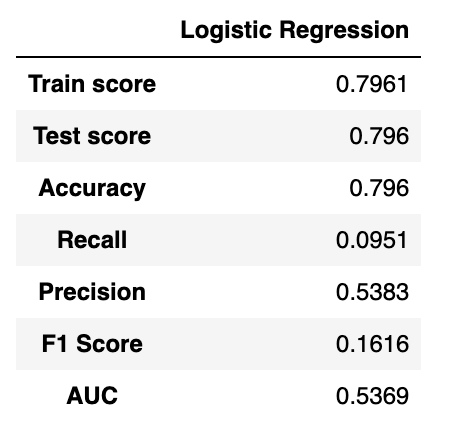 Logistic Regression
Train score 0.7961
Test score 0.796
Accuracy 0.796
Recall 0.0951
Precision 0.5383
F1 Score 0.1616
AUC 0.5369